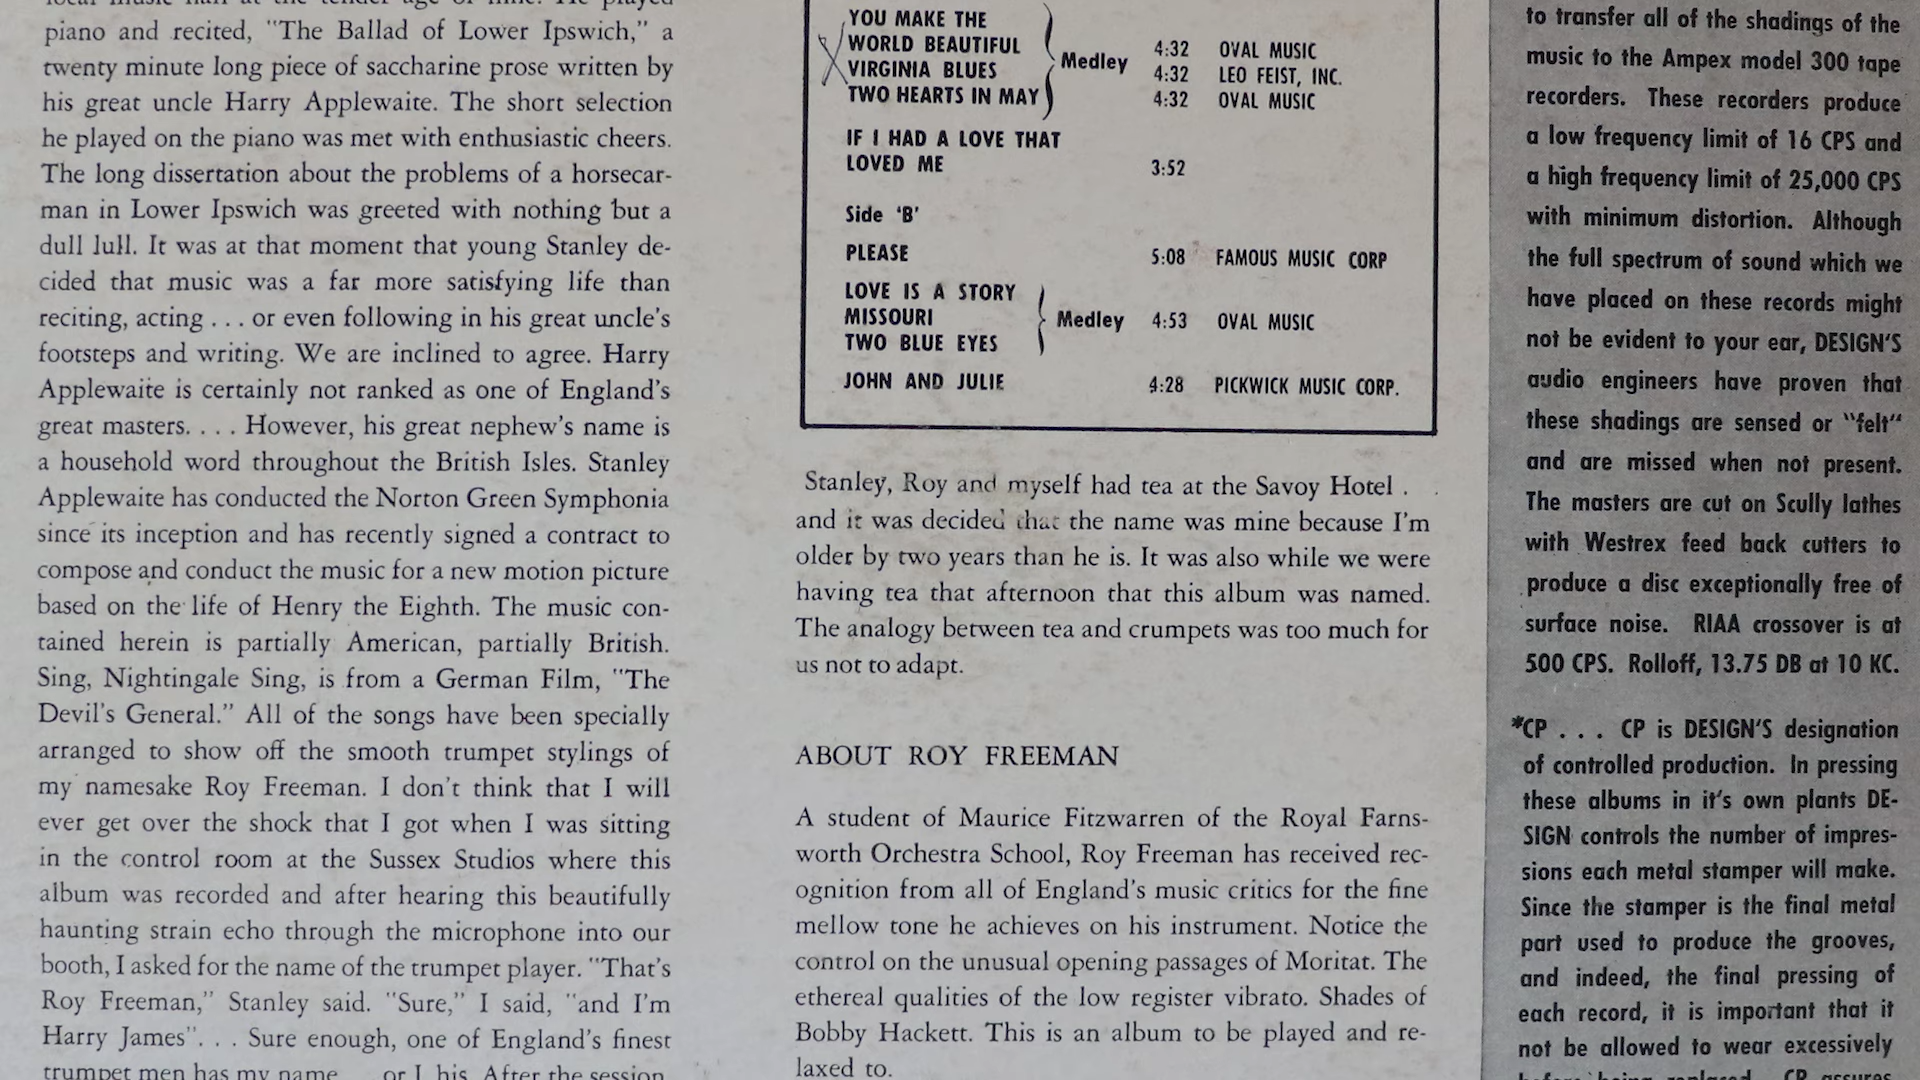 piano and recited, "The Ballad of Lower Ipswich," a
twenty minute long piece of saccharine prose written by
his great uncle Harry Applewaite. The short selection
he played on the piano was met with enthusiastic cheers.
The long dissertation about the problems of a horsecar-
man in Lower Ipswich was greeted with nothing but a
dull lull. It was at that moment that young Stanley de-
cided that music was a far more satisfying life than
reciting, acting . . . or even following in his great uncle's
footsteps and writing. We are inclined to agree. Harry
Applewaite is certainly not ranked as one of England's
great masters. . . . However, his great nephew's name is
a household word throughout the British Isles. Stanley
Applewaite has conducted the Norton Green Symphonia
since its inception and has recently signed a contract to
compose and conduct the music for a new motion picture
based on the life of Henry the Eighth. The music con-
tained herein is partially American, partially British.
Sing, Nightingale Sing, is from a German Film, "The
Devil's General." All of the songs have been specially
arranged to show off the smooth trumpet stylings of
my namesake Roy Freeman. I don't think that I will
ever get over the shock that I got when I was sitting
in the control room at the Sussex Studios where this
album was recorded and after hearing this beautifully
haunting strain echo through the microphone into our
booth, I asked for the name of the trumpet player. "That's
Roy Freeman," Stanley said. "Sure," I said, "and I'm
Harry James". . . Sure enough, one of England's finest
trumpet men has my name . . . or I his. After the session,
YOU MAKE THE
WORLD BEAUTIFUL Medley 4:32 OVAL MUSIC
VIRGINIA BLUES 4:32 LEO FEIST, INC.
TWO HEARTS IN MAY 4:32 OVAL MUSIC
IF I HAD A LOVE THAT
LOVED ME 3:52
Side 'B'
PLEASE 5:08 FAMOUS MUSIC CORP
LOVE IS A STORY
MISSOURI Medley 4:53 OVAL MUSIC
TWO BLUE EYES
JOHN AND JULIE 4:28 PICKWICK MUSIC CORP.
Stanley, Roy and myself had tea at the Savoy Hotel . .
and it was decided that the name was mine because I'm
older by two years than he is. It was also while we were
having tea that afternoon that this album was named.
The analogy between tea and crumpets was too much for
us not to adapt.
ABOUT ROY FREEMAN
A student of Maurice Fitzwarren of the Royal Farns-
worth Orchestra School, Roy Freeman has received rec-
ognition from all of England's music critics for the fine
mellow tone he achieves on his instrument. Notice the
control on the unusual opening passages of Moritat. The
ethereal qualities of the low register vibrato. Shades of
Bobby Hackett. This is an album to be played and re-
laxed to.
to transfer all of the shadings of the
music to the Ampex model 300 tape
recorders. These recorders produce
a low frequency limit of 16 CPS and
a high frequency limit of 25,000 CPS
with minimum distortion. Although
the full spectrum of sound which we
have placed on these records might
not be evident to your ear, DESIGN'S
audio engineers have proven that
these shadings are sensed or "felt"
and are missed when not present.
The masters are cut on Scully lathes
with Westrex feed back cutters to
produce a disc exceptionally free of
surface noise. RIAA crossover is at
500 CPS. Rolloff, 13.75 DB at 10 KC.
*CP . . . CP is DESIGN'S designation
of controlled production. In pressing
these albums in it's own plants DE-
SIGN controls the number of impres-
sions each metal stamper will make.
Since the stamper is the final metal
part used to produce the grooves,
and indeed, the final pressing of
each record, it is important that it
not be allowed to wear excessively
before being replaced. CP assures